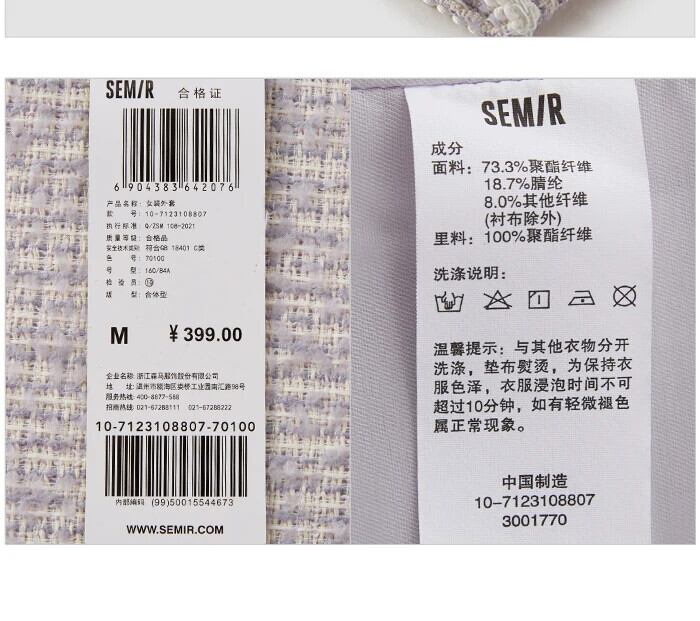 SEMIR 合格证
6 904383 642076
产品名称: 女装外套
款 号: 10-7123108807
执行标准: Q/ZSM 108-2021
质量等级: 合格品
安全技术类别 符合GB 18401 C类
色 号: 70100
号 型: 160/84A
检 验 员:
版 型: 合体型
M ¥399.00
企业名称: 浙江森马服饰股份有限公司
地 址: 温州市瓯海区娄桥工业园南汇路98号
服务热线: 400-8877-588
招商热线: 021-67288111 021-67288222
10-7123108807-70100
内部编码 (99)50015544673
WWW.SEMIR.COM
SEMIR
成分
面料: 73.3%聚酯纤维
18.7%腈纶
8.0%其他纤维
(衬布除外)
里料: 100%聚酯纤维
洗涤说明:
温馨提示: 与其他衣物分开
洗涤, 垫布熨烫, 为保持衣
服色泽, 衣服浸泡时间不可
超过10分钟, 如有轻微褪色
属正常现象。
中国制造
10-7123108807
3001770